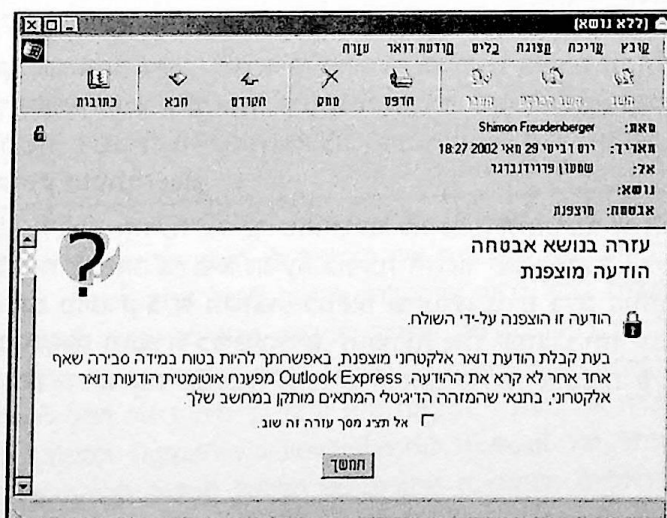 (ללא נושא)
קובץ עריכה תצוגה כלים הודעת דואר עזרה
השב השב לכולם העבר הדפס מחק הקודם הבא כתובות
מאת: Shimon Freudenberger
תאריך: יום רביעי 29 מאי 2002 18:27
אל: שמעון פרוידנברגר
נושא:
אבטחה: מוצפנת
עזרה בנושא אבטחה
הודעה מוצפנת
הודעה זו הוצפנה על-ידי השולח.
בעת קבלת הודעת דואר אלקטרוני מוצפנת, באפשרותך להיות בטוח במידה סבירה שאף
אחד אחר לא קרא את ההודעה. Outlook Express מפענח אוטומטית הודעות דואר
אלקטרוני, בתנאי שהמזהה הדיגיטלי המתאים מותקן במחשב שלך.
אל תציג מסך עזרה זה שוב.
המשך